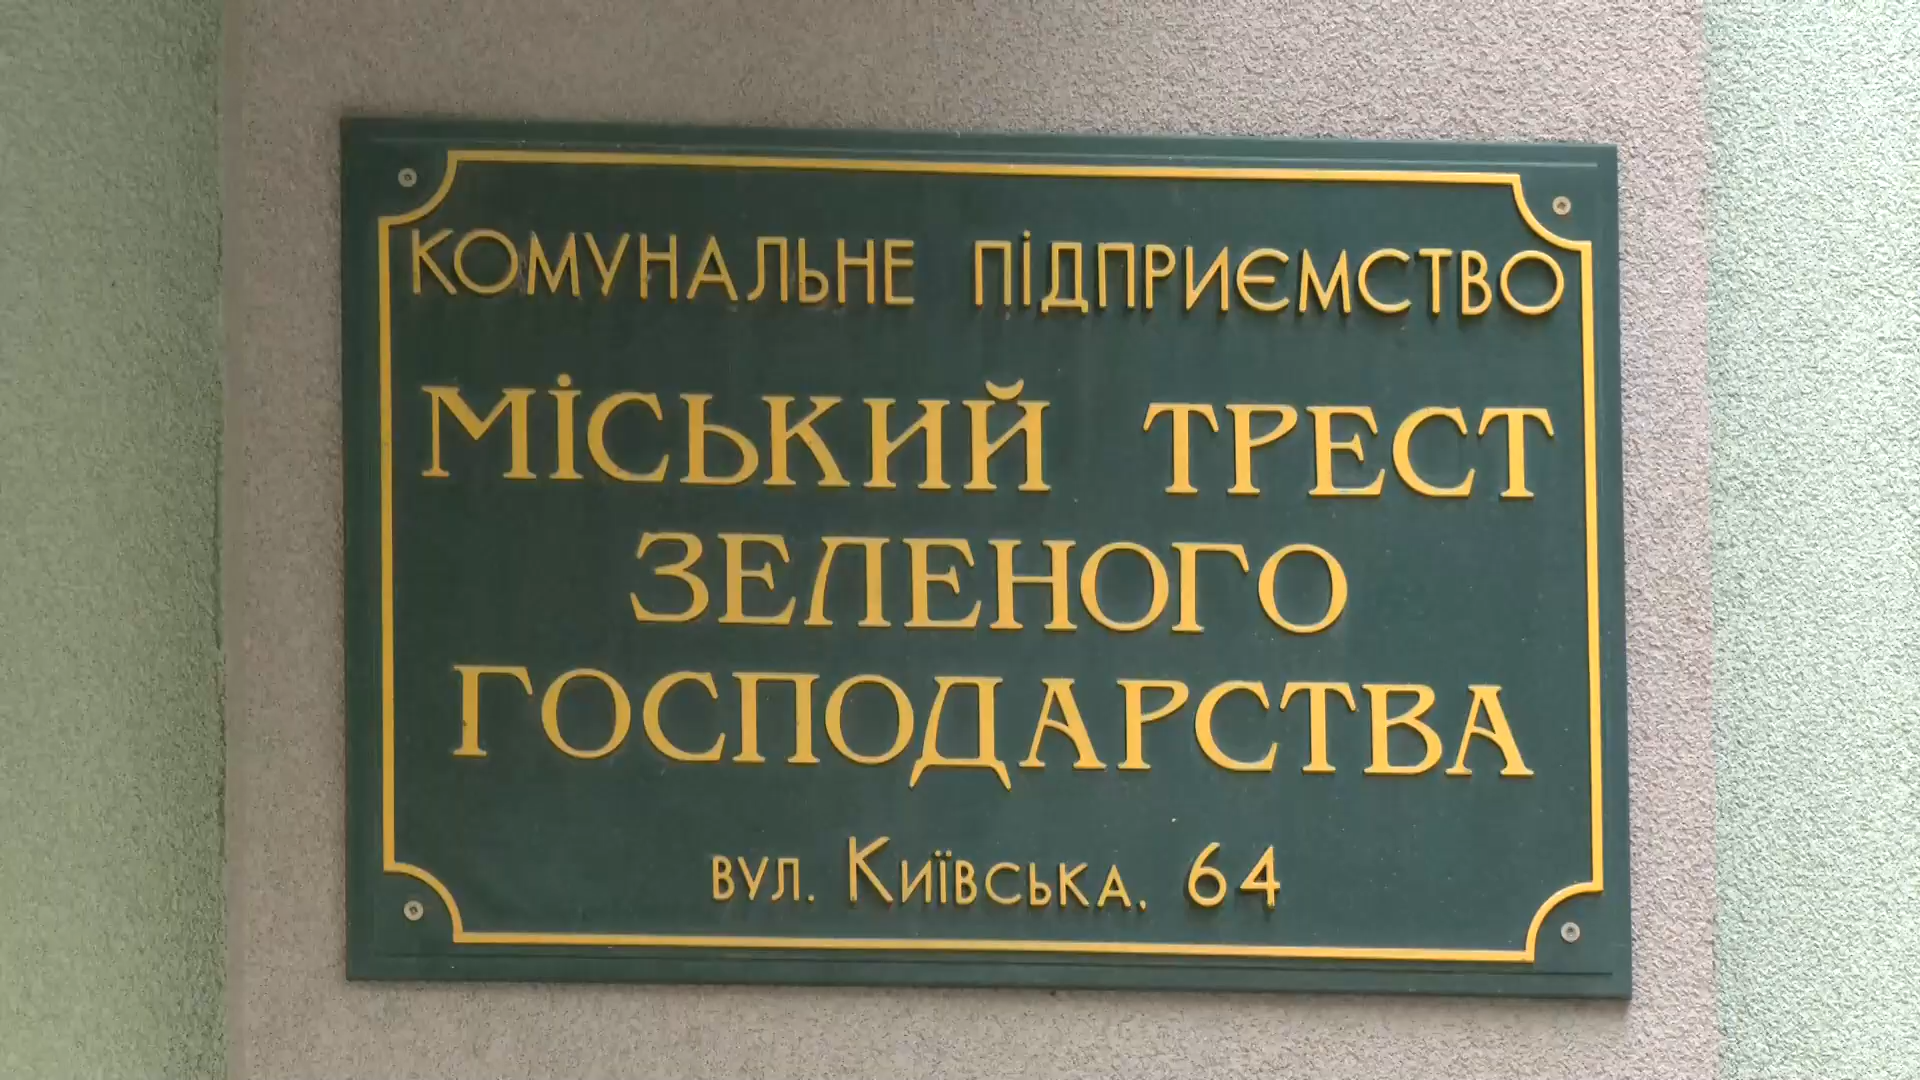 КОМУНАЛЬНЕ ПІДПРИЄМСТВО
МІСЬКИЙ ТРЕСТ
ЗЕЛЕНОГО
ГОСПОДАРСТВА
вул. Київська, 64